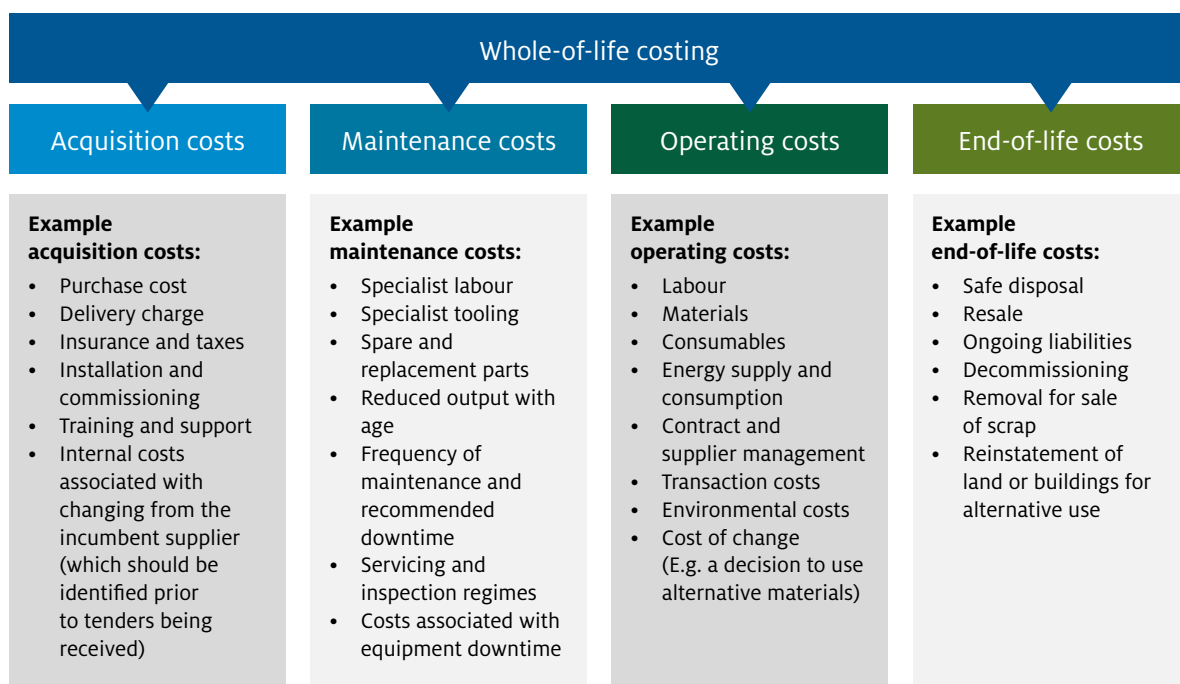 Whole-of-life costing
Acquisition costs
Example
acquisition costs:
• Purchase cost
• Delivery charge
• Insurance and taxes
• Installation and
commissioning
• Training and support
• Internal costs
associated with
changing from the
incumbent supplier
(which should be
identified prior
to tenders being
received)
Maintenance costs
Example
maintenance costs:
• Specialist labour
• Specialist tooling
• Spare and
replacement parts
• Reduced output with
age
• Frequency of
maintenance and
recommended
downtime
• Servicing and
inspection regimes
• Costs associated with
equipment downtime
Operating costs
Example
operating costs:
• Labour
• Materials
• Consumables
• Energy supply and
consumption
• Contract and
supplier management
• Transaction costs
• Environmental costs
• Cost of change
(E.g. a decision to use
alternative materials)
End-of-life costs
Example
end-of-life costs:
• Safe disposal
• Resale
• Ongoing liabilities
• Decommissioning
• Removal for sale
of scrap
• Reinstatement of
land or buildings for
alternative use